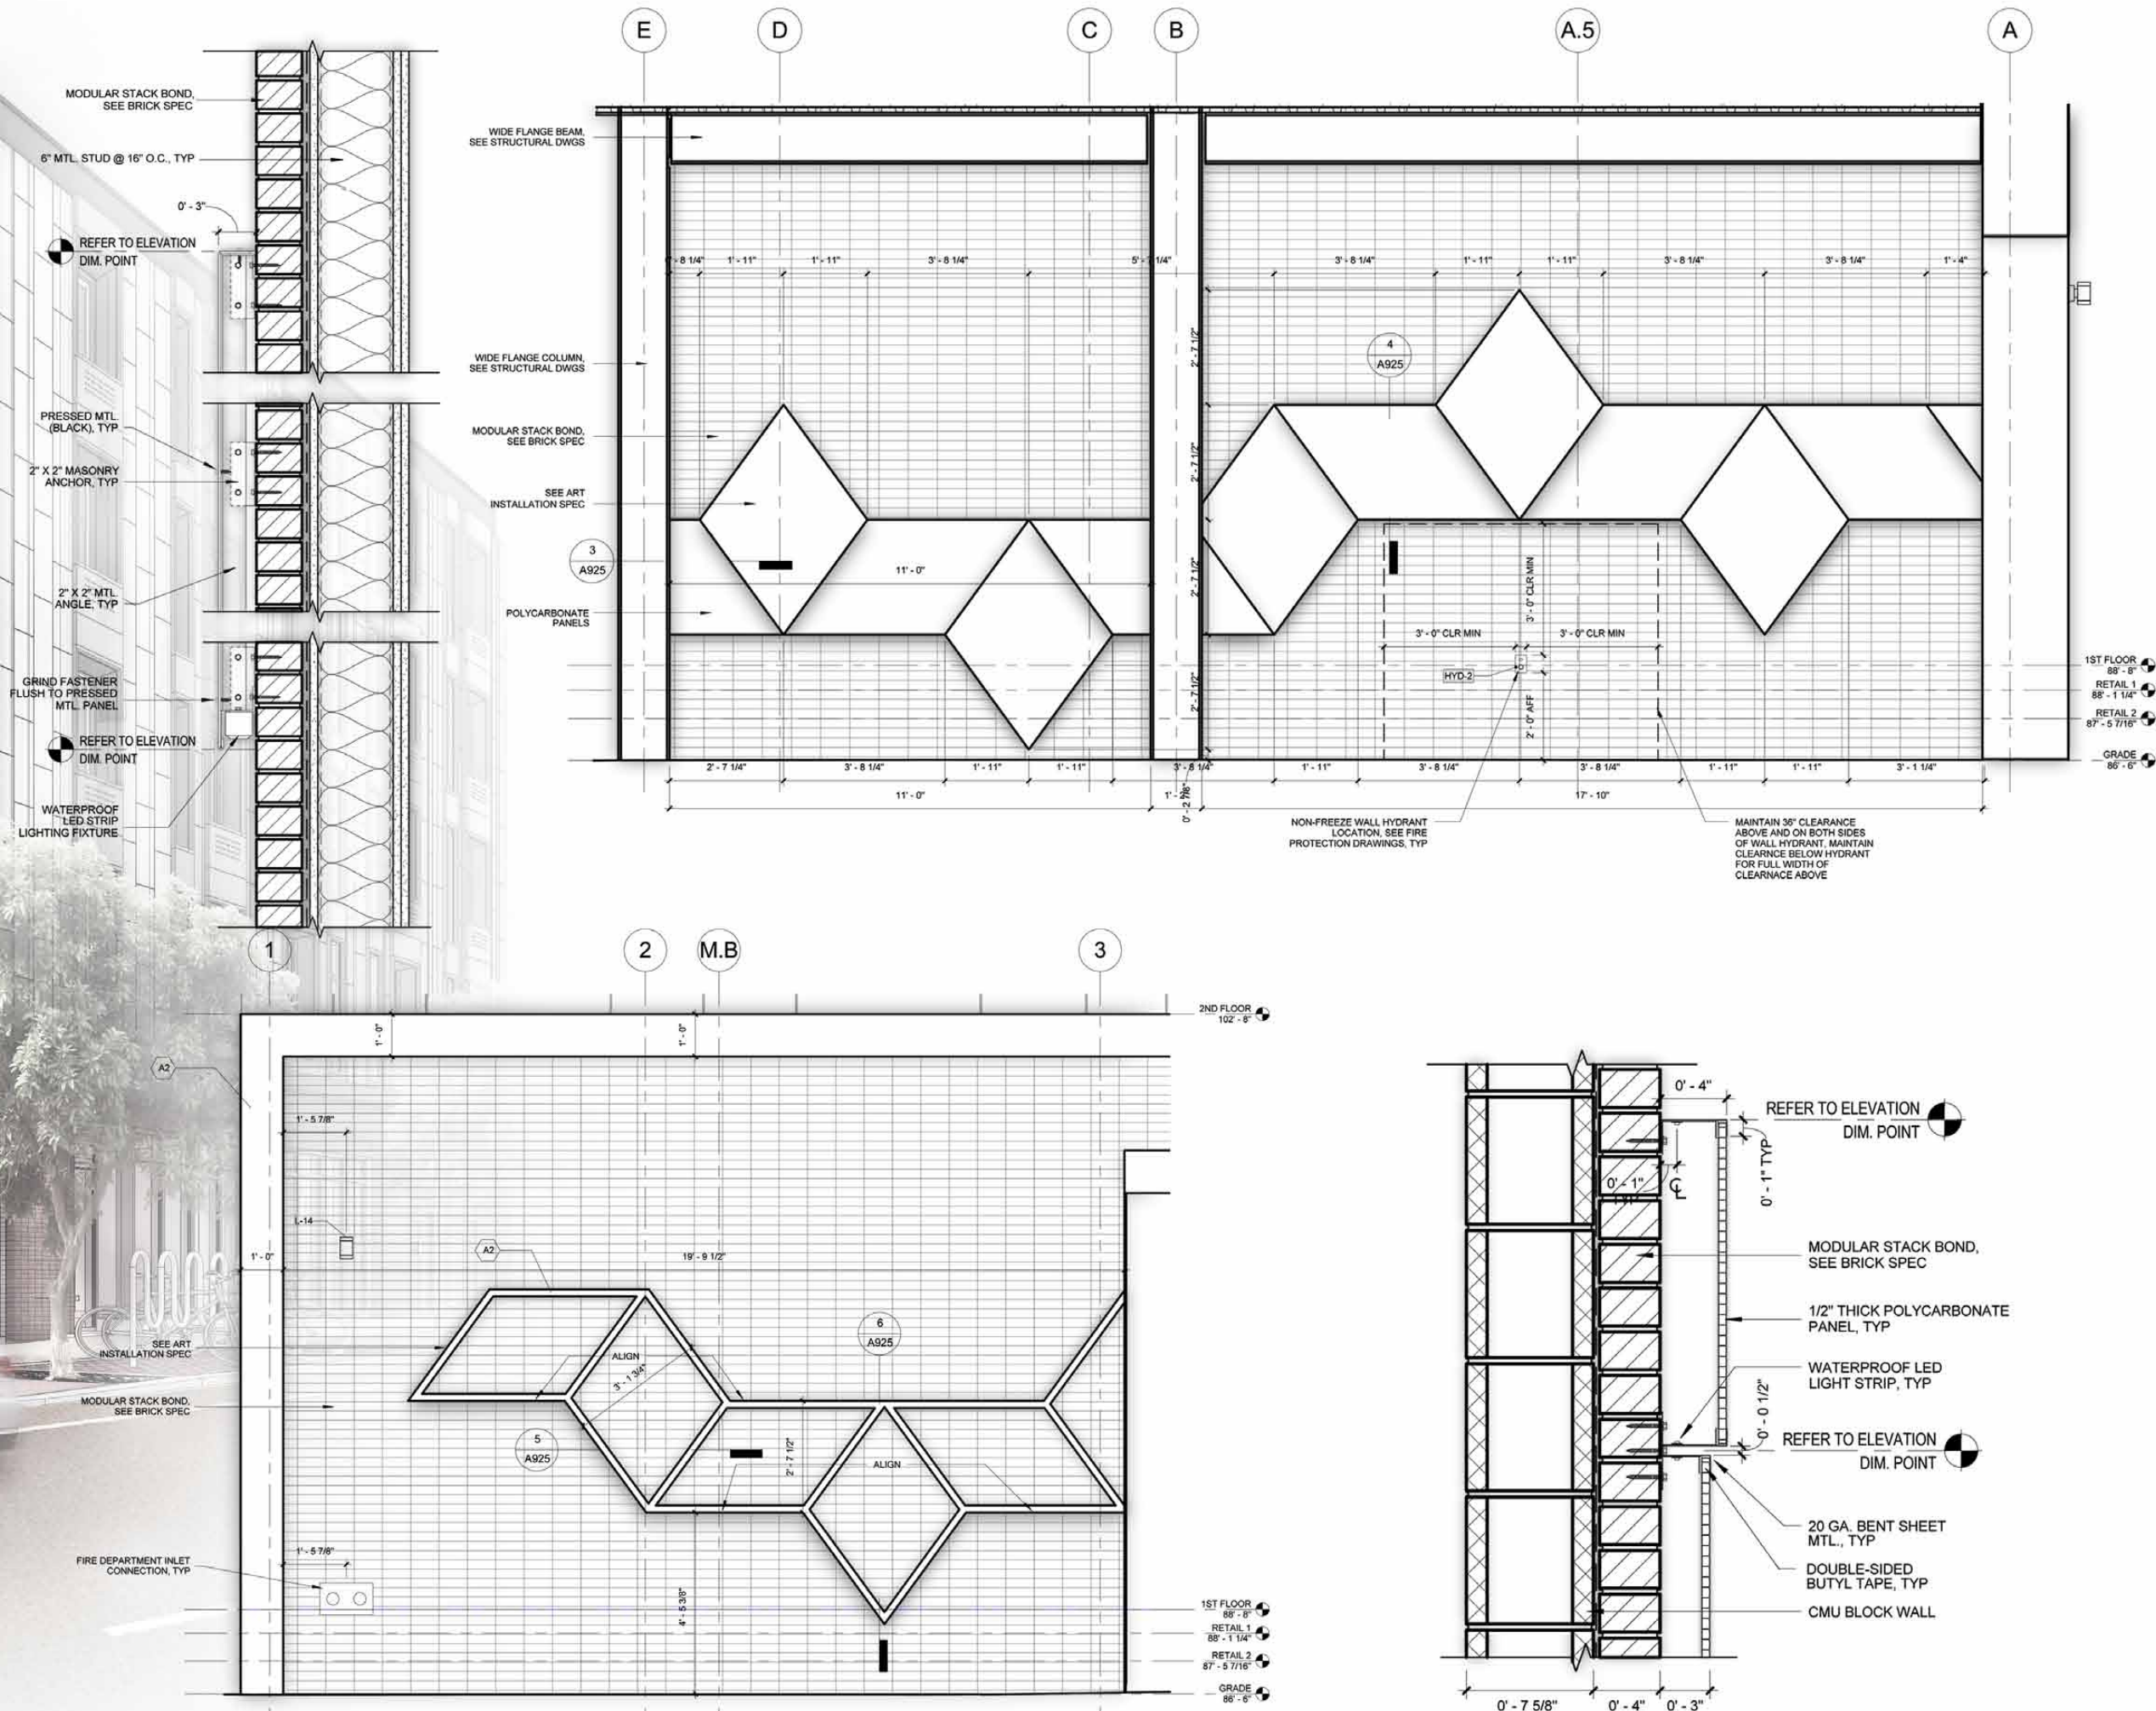 MODULAR STACK BOND,
SEE BRICK SPEC
6" MTL. STUD @ 16" O.C., TYP
0' - 3"
REFER TO ELEVATION
DIM. POINT
PRESSED MTL.
(BLACK), TYP
2" X 2" MASONRY
ANCHOR, TYP
2" X 2" MTL.
ANGLE, TYP
GRIND FASTENER
FLUSH TO PRESSED
MTL. PANEL
REFER TO ELEVATION
DIM. POINT
WATERPROOF
LED STRIP
LIGHTING FIXTURE
E
D
C
B
A.5
A
WIDE FLANGE BEAM,
SEE STRUCTURAL DWGS
WIDE FLANGE COLUMN,
SEE STRUCTURAL DWGS
MODULAR STACK BOND,
SEE BRICK SPEC
SEE ART
INSTALLATION SPEC
3
A925
POLYCARBONATE
PANELS
1' - 11"
1' - 11"
3' - 8 1/4"
3' - 8 1/4"
1' - 11"
1' - 11"
3' - 8 1/4"
3' - 8 1/4"
1' - 4"
4
A925
2' - 7 1/2"
2' - 7 1/2"
2' - 7 1/2"
2' - 7 1/2"
11' - 0"
3' - 0" CLR MIN
3' - 0" CLR MIN
3' - 0" CLR MIN
HYD-2
2' - 0" AFF
1ST FLOOR
88' - 8"
RETAIL 1
88' - 1 1/4"
RETAIL 2
87' - 5 7/16"
GRADE
86' - 6"
2' - 7 1/4"
3' - 8 1/4"
1' - 11"
1' - 11"
3' - 8 1/4"
1' - 11"
3' - 8 1/4"
3' - 8 1/4"
1' - 11"
1' - 11"
3' - 1 1/4"
11' - 0"
0' - 2 7/8"
17' - 10"
NON-FREEZE WALL HYDRANT
LOCATION, SEE FIRE
PROTECTION DRAWINGS, TYP
MAINTAIN 36" CLEARANCE
ABOVE AND ON BOTH SIDES
OF WALL HYDRANT, MAINTAIN
CLEARNCE BELOW HYDRANT
FOR FULL WIDTH OF
CLEARNACE ABOVE
1
2
M.B
3
2ND FLOOR
102' - 8"
1' - 0"
1' - 0"
A2
1' - 5 7/8"
L-14
1' - 0"
A2
19' - 9 1/2"
SEE ART
INSTALLATION SPEC
ALIGN
3' - 1 3/4"
6
A925
MODULAR STACK BOND,
SEE BRICK SPEC
5
A925
2' - 7 1/2"
ALIGN
1' - 5 7/8"
FIRE DEPARTMENT INLET
CONNECTION, TYP
4' - 5 3/8"
1ST FLOOR
88' - 8"
RETAIL 1
88' - 1 1/4"
RETAIL 2
87' - 5 7/16"
GRADE
86' - 6"
0' - 4"
REFER TO ELEVATION
DIM. POINT
0' - 1" TYP
0' - 1"
MODULAR STACK BOND,
SEE BRICK SPEC
1/2" THICK POLYCARBONATE
PANEL, TYP
WATERPROOF LED
LIGHT STRIP, TYP
0' - 0 1/2"
REFER TO ELEVATION
DIM. POINT
20 GA. BENT SHEET
MTL., TYP
DOUBLE-SIDED
BUTYL TAPE, TYP
CMU BLOCK WALL
0' - 7 5/8"
0' - 4"
0' - 3"